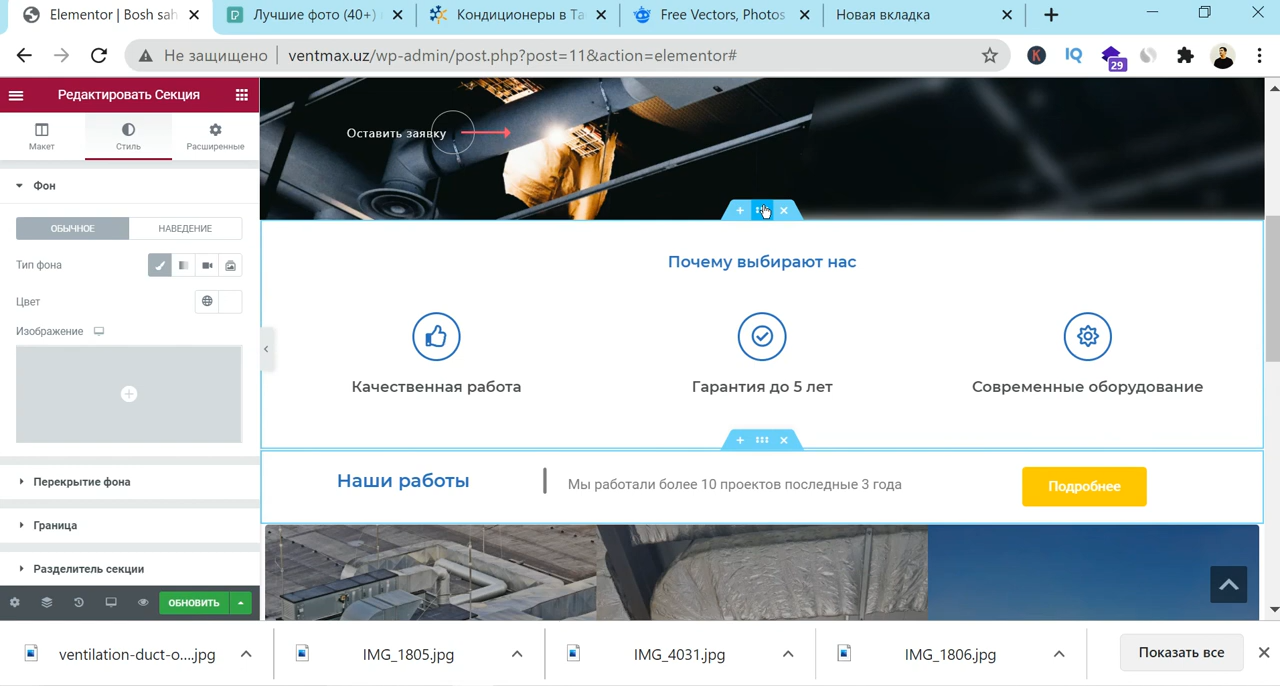 Elementor | Bosh sah
Лучшие фото (40+)
Кондиционеры в Та
Free Vectors, Photos
Новая вкладка
Не защищено
ventmax.uz/wp-admin/post.php?post=11&action=elementor#
K
IQ
29
Редактировать Секция
Макет
Стиль
Расширенные
Фон
ОБЫЧНОЕ
НАВЕДЕНИЕ
Тип фона
Цвет
Изображение
Перекрытие фона
Граница
Разделитель секции
ОБНОВИТЬ
Оставить заявку
Почему выбирают нас
Качественная работа
Гарантия до 5 лет
Современные оборудование
Наши работы
Мы работали более 10 проектов последные 3 года
Подробнее
ventilation-duct-o....jpg
IMG_1805.jpg
IMG_4031.jpg
IMG_1806.jpg
Показать все